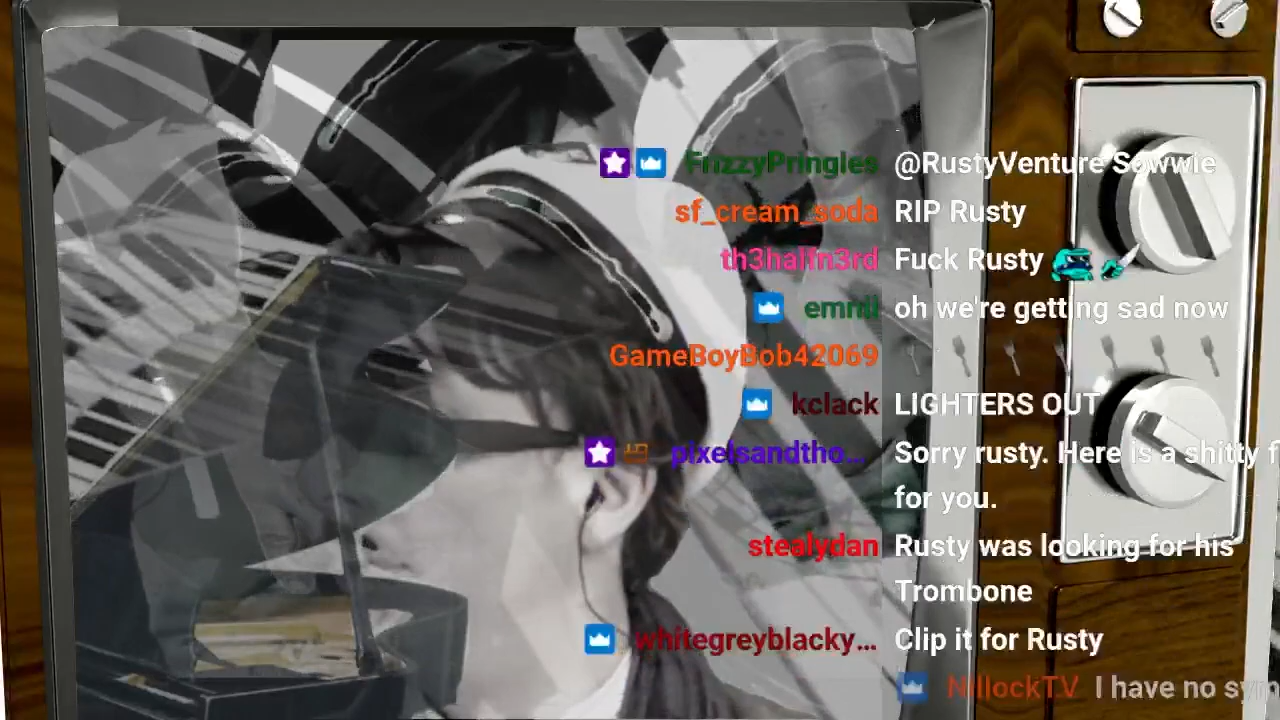 FrizzyPringles @RustyVenture Sowwie
sf_cream_soda RIP Rusty
th3halfn3rd Fuck Rusty
emnii oh we're getting sad now
GameBoyBob42069
kclack LIGHTERS OUT
pixelsandtho... Sorry rusty. Here is a shitty f
for you.
stealydan Rusty was looking for his
Trombone
whitegreyblacky... Clip it for Rusty
NillockTV I have no sym